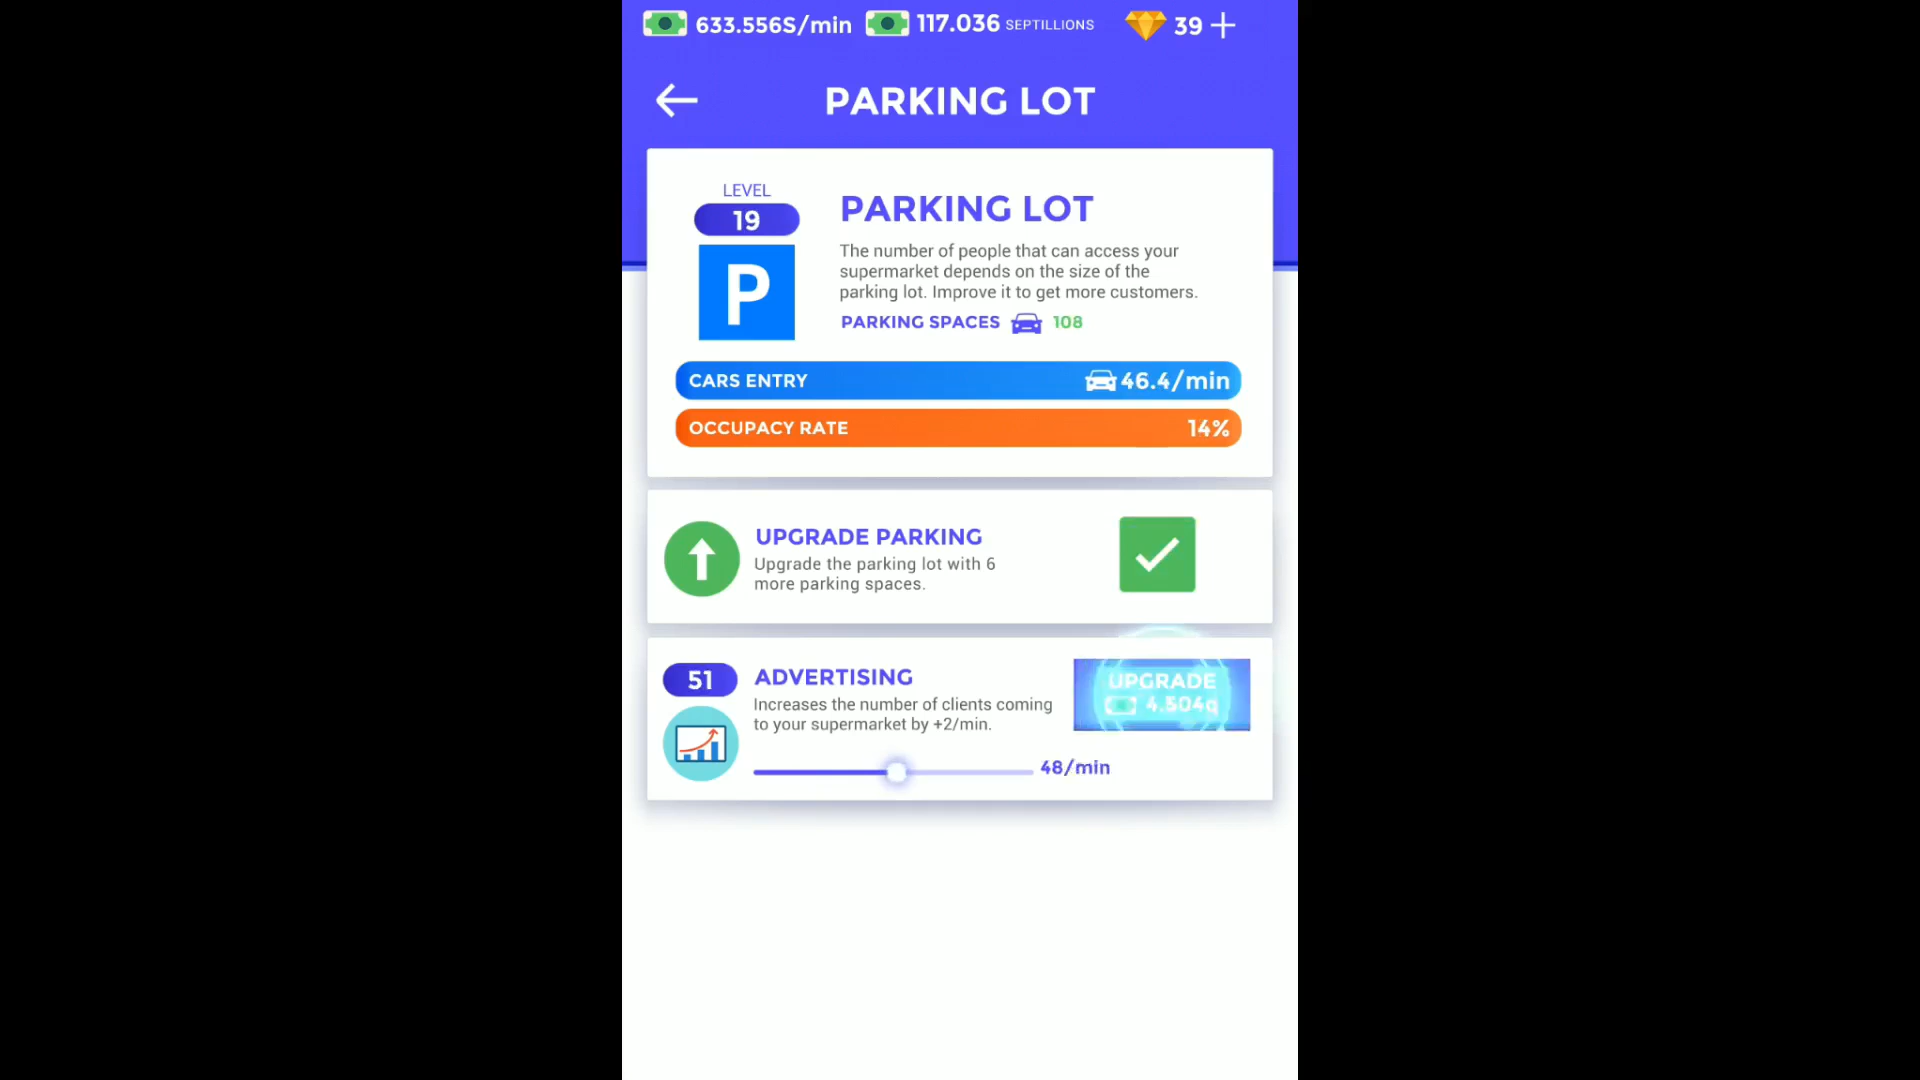 633.556S/min 117.036 SEPTILLIONS 39
PARKING LOT
LEVEL
19
P
PARKING LOT
The number of people that can access your
supermarket depends on the size of the
parking lot. Improve it to get more customers.
PARKING SPACES 108
CARS ENTRY 46.4/min
OCCUPACY RATE 14%
UPGRADE PARKING
Upgrade the parking lot with 6
more parking spaces.
51
ADVERTISING
Increases the number of clients coming
to your supermarket by +2/min.
48/min
UPGRADE
4.504q